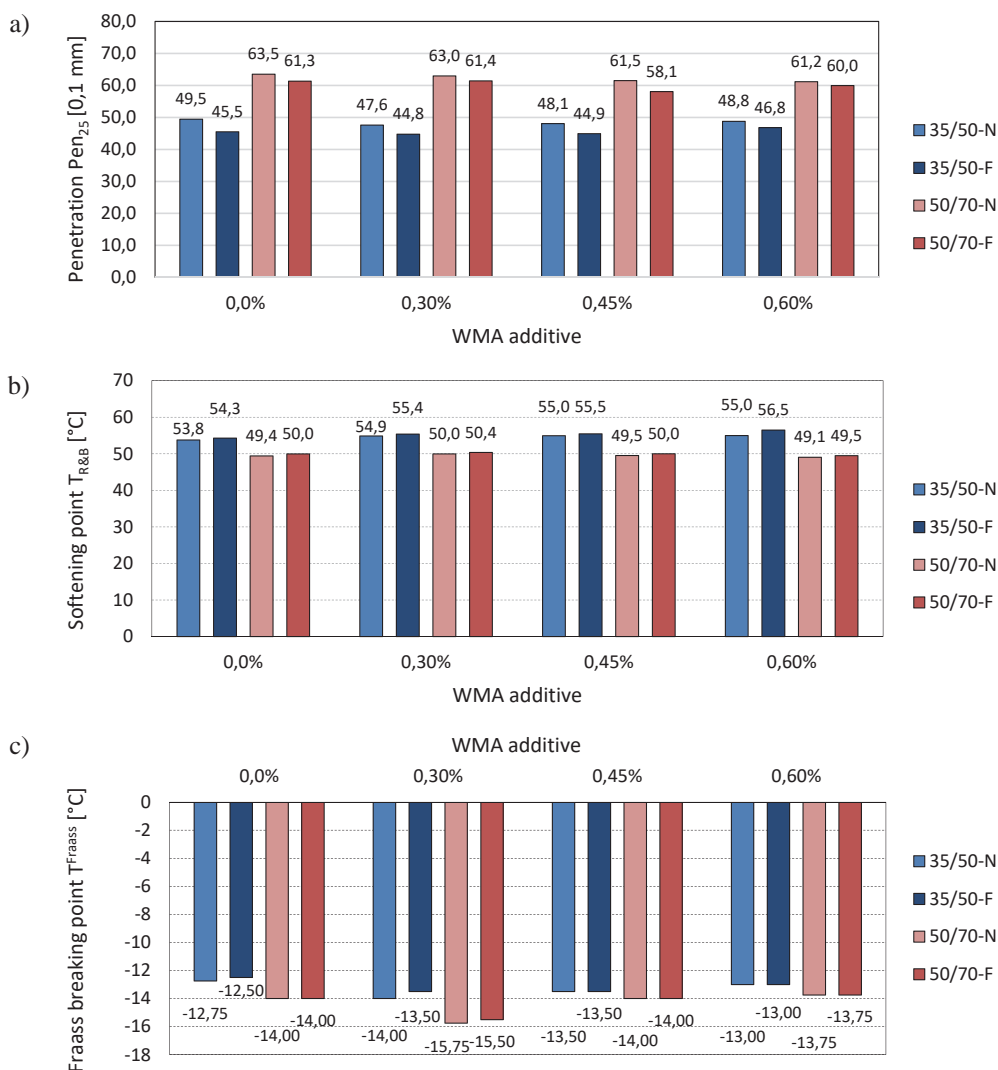 a)
Penetration Pen25 [0,1 mm]
80,0
70,0
60,0
50,0
40,0
30,0
20,0
10,0
0,0
49,5 45,5 63,5 61,3
47,6 44,8 63,0 61,4
48,1 44,9 61,5 58,1
48,8 46,8 61,2 60,0
0,0% 0,30% 0,45% 0,60%
WMA additive
35/50-N
35/50-F
50/70-N
50/70-F
b)
Softening point TR&B [°C]
70
60
50
40
30
20
10
0
53,8 54,3 49,4 50,0
54,9 55,4 50,0 50,4
55,0 55,5 49,5 50,0
55,0 56,5 49,1 49,5
0,0% 0,30% 0,45% 0,60%
WMA additive
35/50-N
35/50-F
50/70-N
50/70-F
c)
WMA additive
0,0% 0,30% 0,45% 0,60%
Fraass breaking point TFraass [°C]
0
-2
-4
-6
-8
-10
-12
-14
-16
-18
-12,75 -12,50 -14,00 -14,00
-14,00 -13,50 -15,75 -15,50
-13,50 -13,50 -14,00 -14,00
-13,00 -13,00 -13,75 -13,75
35/50-N
35/50-F
50/70-N
50/70-F